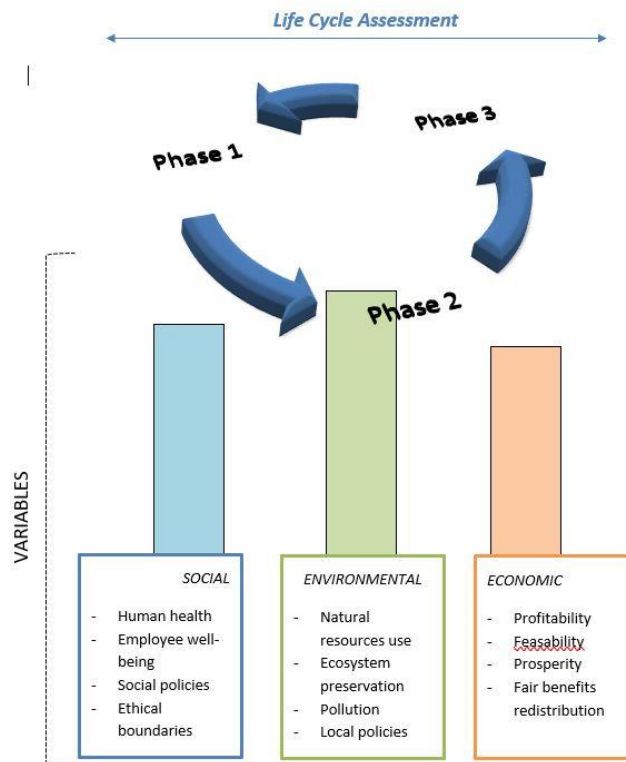 Life Cycle Assessment
Phase 3
Phase 1
Phase 2
VARIABLES
SOCIAL
- Human health
- Employee well-
being
- Social policies
- Ethical
boundaries
ENVIRONMENTAL
- Natural
resources use
- Ecosystem
preservation
- Pollution
- Local policies
ECONOMIC
- Profitability
- Feasability
- Prosperity
- Fair benefits
redistribution